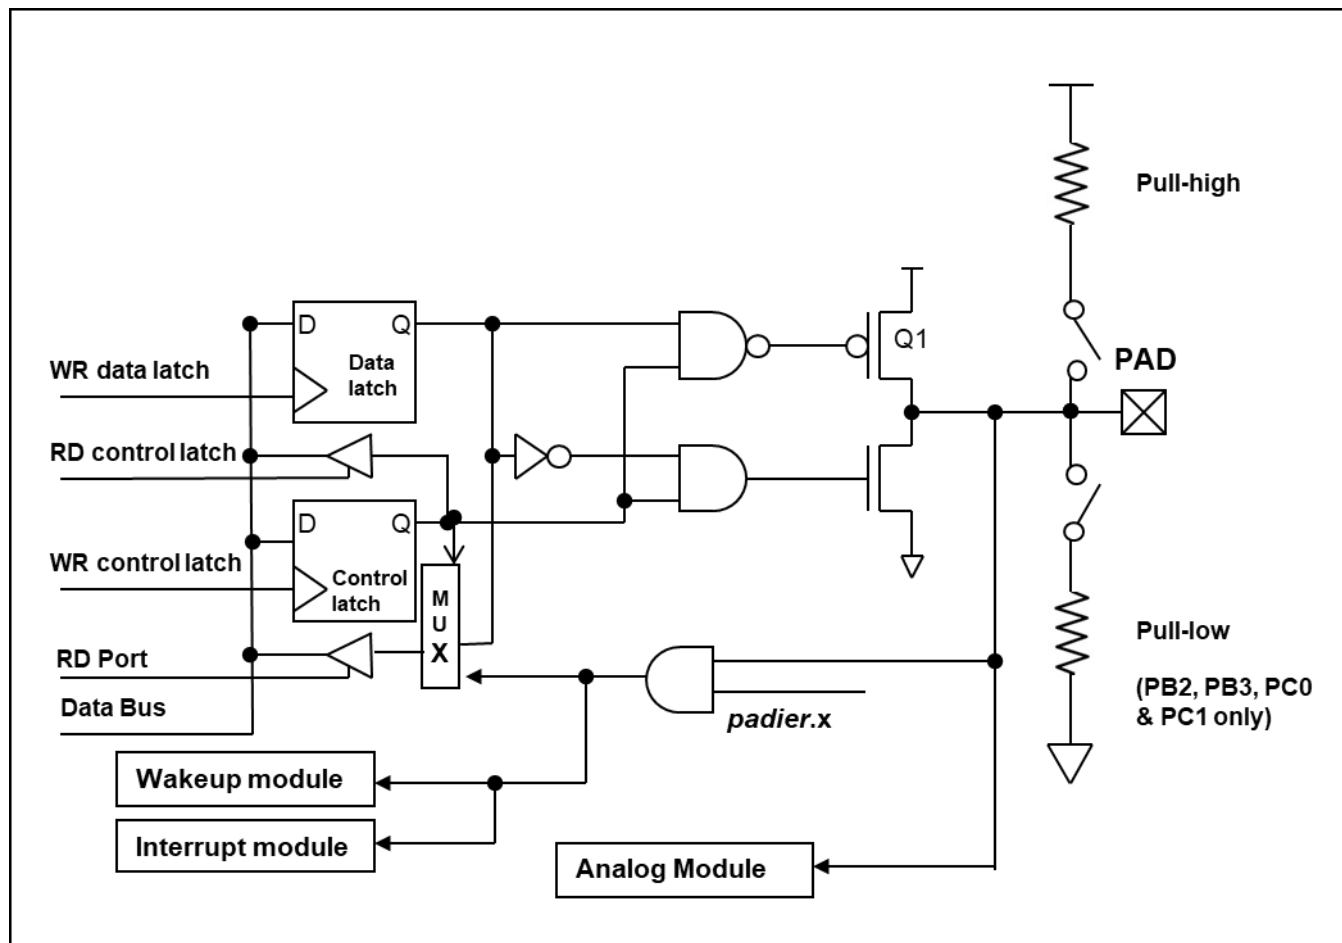 Pull-high
D
Q
Data
latch
Q1
PAD
WR data latch
RD control latch
D
Q
Control
latch
WR control latch
M
U
X
RD Port
Data Bus
padier.x
Pull-low
(PB2, PB3, PC0
& PC1 only)
Wakeup module
Interrupt module
Analog Module